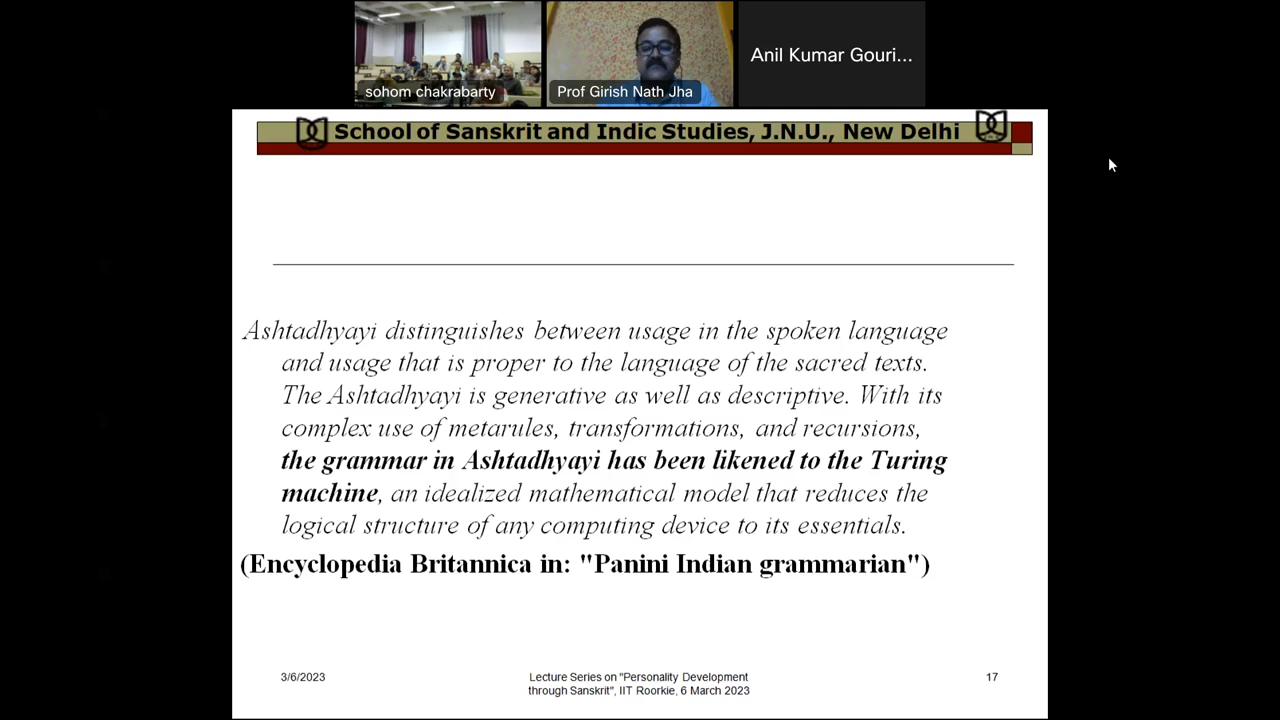 sohom chakrabarty
Prof Girish Nath Jha
Anil Kumar Gouri...
School of Sanskrit and Indic Studies, J.N.U., New Delhi
Ashtadhyayi distinguishes between usage in the spoken language
and usage that is proper to the language of the sacred texts.
The Ashtadhyayi is generative as well as descriptive. With its
complex use of metarules, transformations, and recursions,
the grammar in Ashtadhyayi has been likened to the Turing
machine, an idealized mathematical model that reduces the
logical structure of any computing device to its essentials.
(Encyclopedia Britannica in: "Panini Indian grammarian")
3/6/2023
Lecture Series on "Personality Development
through Sanskrit", IIT Roorkie, 6 March 2023
17